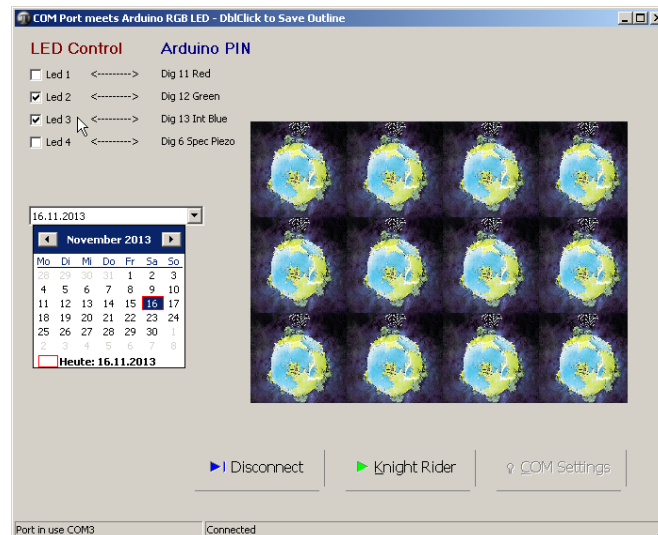 COM Port meets Arduino RGB LED - DblClick to Save Outline
LED Control Arduino PIN
Led 1 <---------> Dig 11 Red
Led 2 <---------> Dig 12 Green
Led 3 <---------> Dig 13 Int Blue
Led 4 <---------> Dig 6 Spec Piezo
16.11.2013
November 2013
Mo Di Mi Do Fr Sa So
28 29 30 31 1 2 3
4 5 6 7 8 9 10
11 12 13 14 15 16 17
18 19 20 21 22 23 24
25 26 27 28 29 30 1
2 3 4 5 6 7 8
Heute: 16.11.2013
Disconnect Knight Rider COM Settings
Port in use COM3 Connected